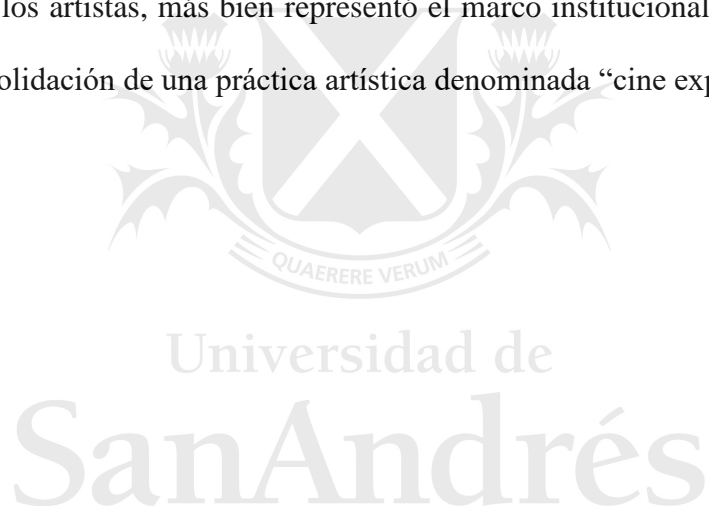 los artistas, más bien representó el marco institucional
olidación de una práctica artística denominada “cine exp
QUAERERE VERUM
Universidad de
SanAndrés